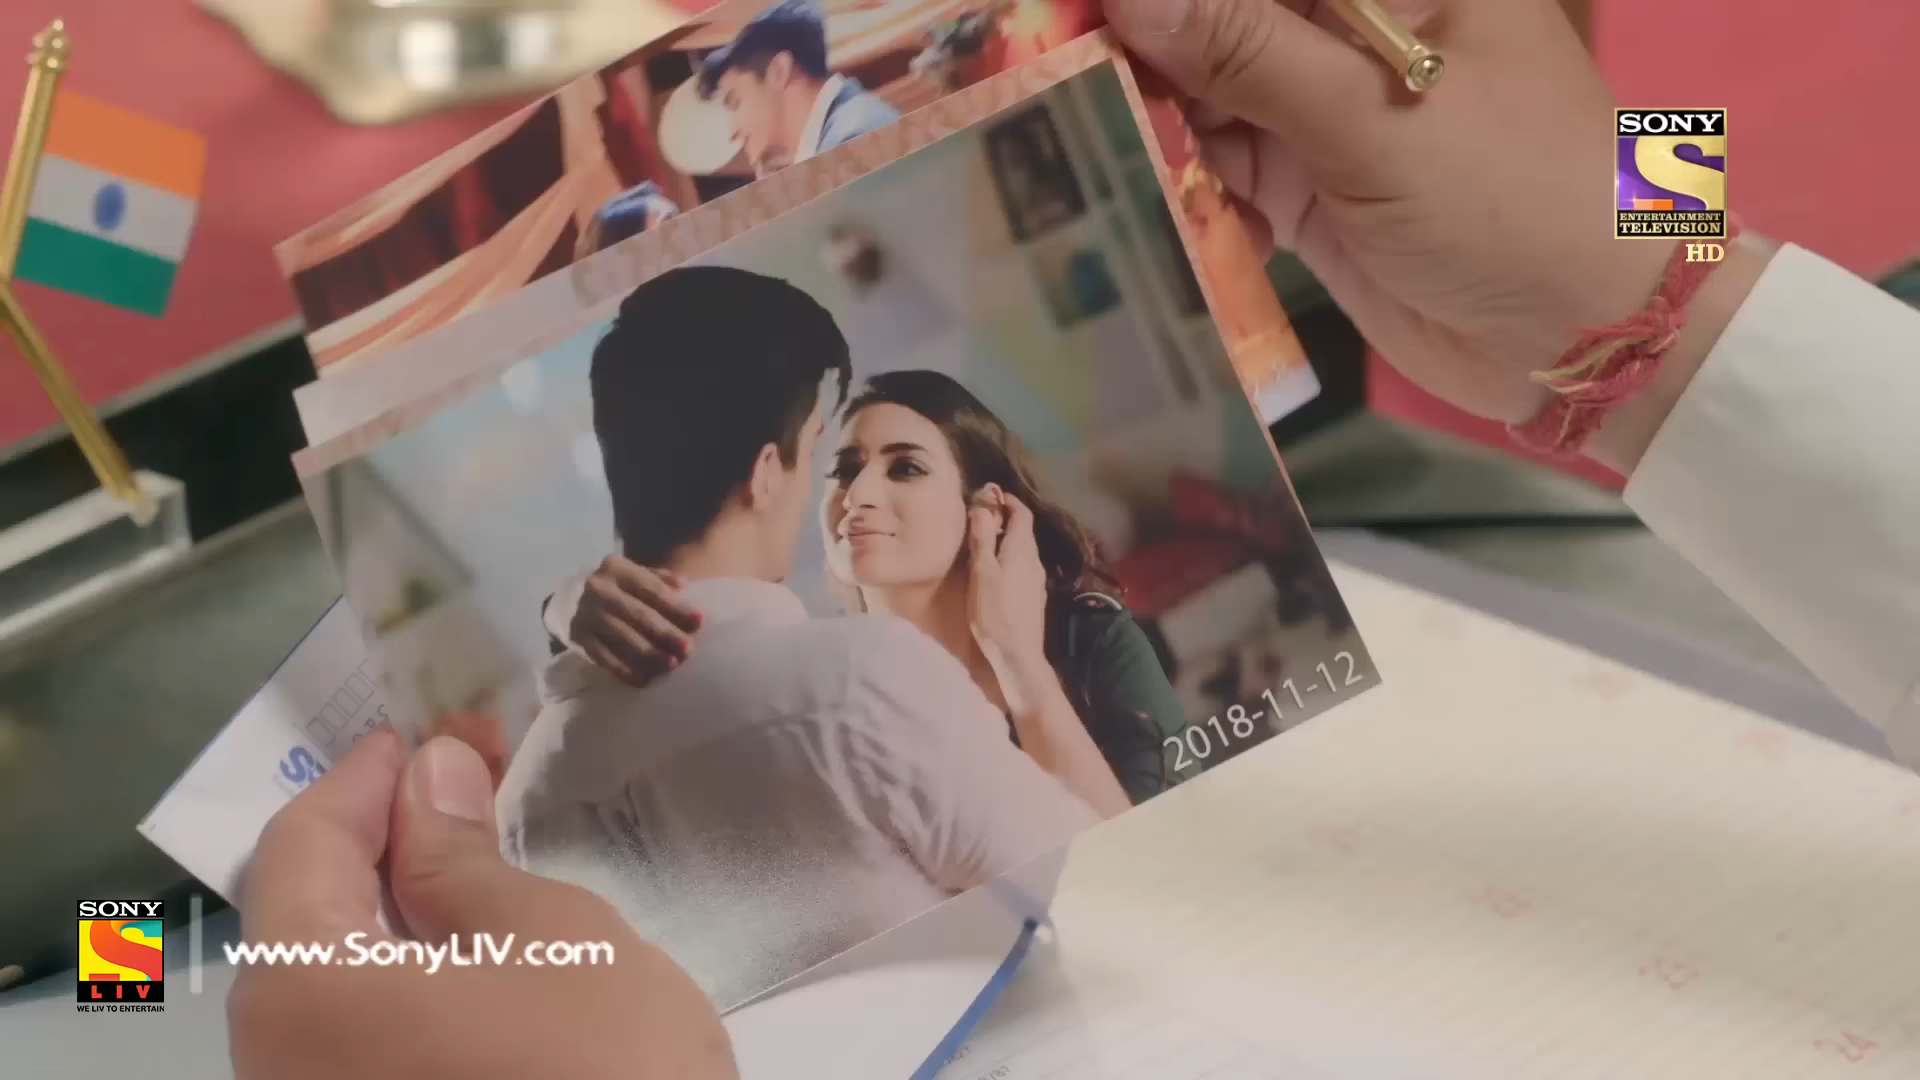 SONY
ENTERTAINMENT
TELEVISION
HD
2018-11-12
SONY
LIV
WE LIV TO ENTERTAIN
www.SonyLIV.com